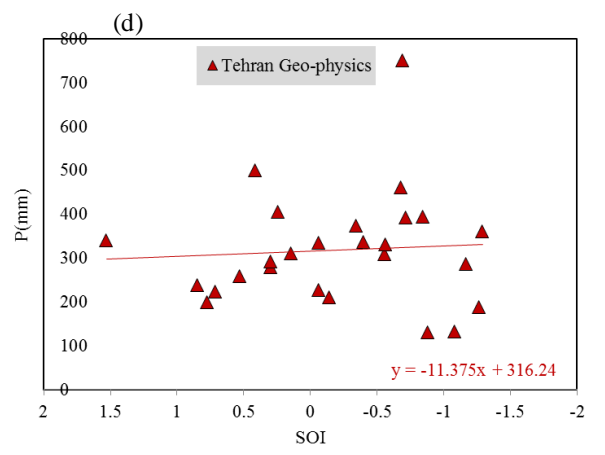 (d)
800
▲ Tehran Geo-physics
700
600
500
400
300
200
100
0
P(mm)
y = -11.375x + 316.24
2 1.5 1 0.5 0 -0.5 -1 -1.5 -2
SOI